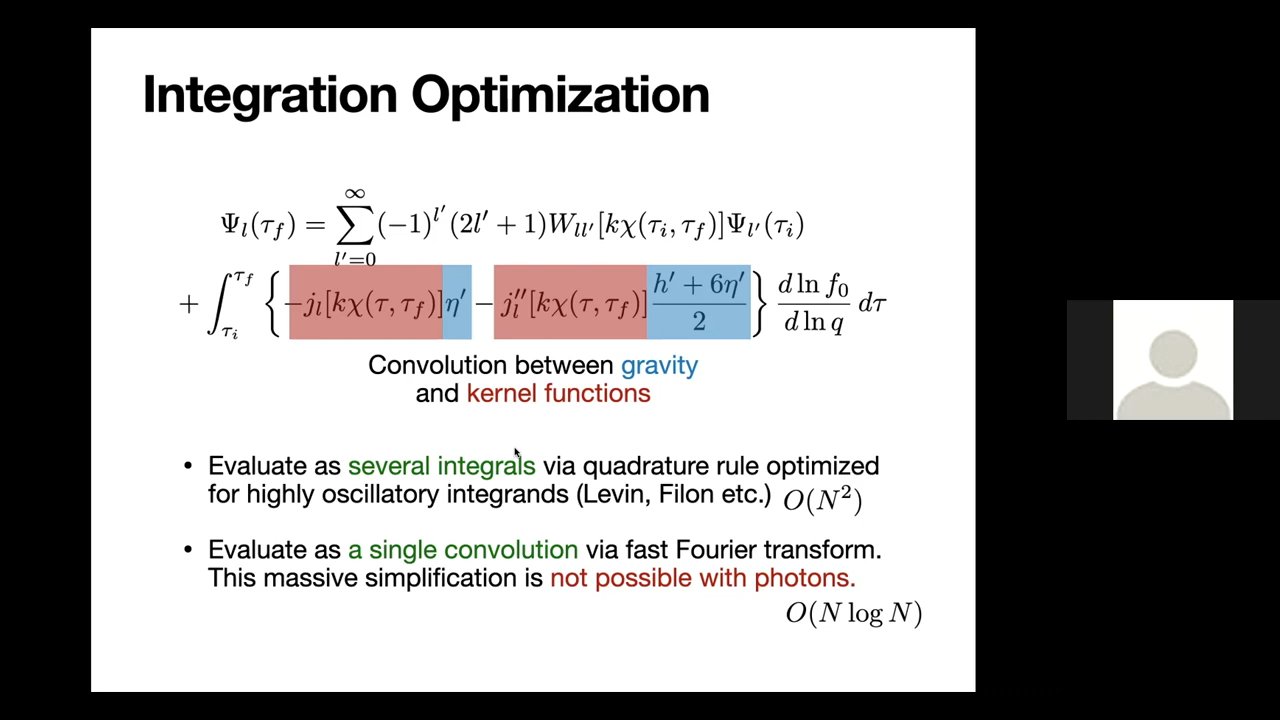 Integration Optimization
Ψ_l(τ_f) = ∑_{l'=0}^{∞} (−1)^{l'} (2l' + 1)W_{ll'}[kχ(τ_i, τ_f)]Ψ_{l'}(τ_i)
+ ∫_{τ_i}^{τ_f} { −j_l[kχ(τ, τ_f)]η' − j_l''[kχ(τ, τ_f)] (h' + 6η')/2 } (d ln f_0)/(d ln q) dτ
Convolution between gravity
and kernel functions
• Evaluate as several integrals via quadrature rule optimized
for highly oscillatory integrands (Levin, Filon etc.) O(N²)
• Evaluate as a single convolution via fast Fourier transform.
This massive simplification is not possible with photons.
O(N log N)